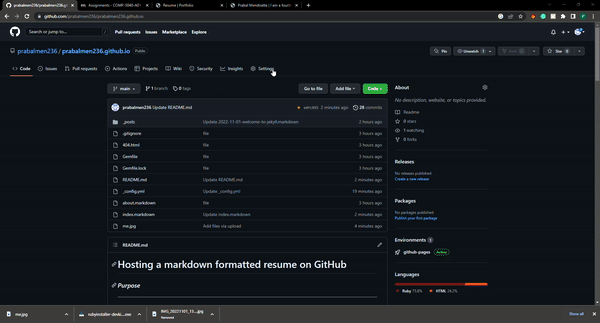 prabalmen236/prabalmen236.github.io
Assignments - COMP-3040-A01
Resume | Portfolio
Prabal Mendiratta | I am a fourt
github.com/prabalmen236/prabalmen236.github.io
Search or jump to...
Pull requests Issues Marketplace Explore
prabalmen236 / prabalmen236.github.io Public
Pin Unwatch 1 Fork 0 Star 0
Code Issues Pull requests Actions Projects Wiki Security Insights Settings
main 1 branch 0 tags Go to file Add file Code
About
No description, website, or topics provided.
Readme
0 stars
1 watching
0 forks
prabalmen236 Update README.md 2 minutes ago 28 commits
_posts Update 2022-11-01-welcome-to-jekyll.markdown 2 hours ago
.gitignore file 3 hours ago
404.html file 3 hours ago
Gemfile file 3 hours ago
Gemfile.lock file 3 hours ago
README.md Update README.md 2 minutes ago
_config.yml Update _config.yml 19 minutes ago
about.markdown file 3 hours ago
index.markdown Update index.markdown 2 minutes ago
me.jpg Add files via upload 4 minutes ago
Releases
No releases published
Create a new release
Packages
No packages published
Publish your first package
Environments 1
github-pages Active
Languages
Ruby 75.8% HTML 24.2%
README.md
Hosting a markdown formatted resume on GitHub
Purpose
me.jpg
rubyinstaller-devki....exe
IMG_20221101_13....jpg
Removed
Show all